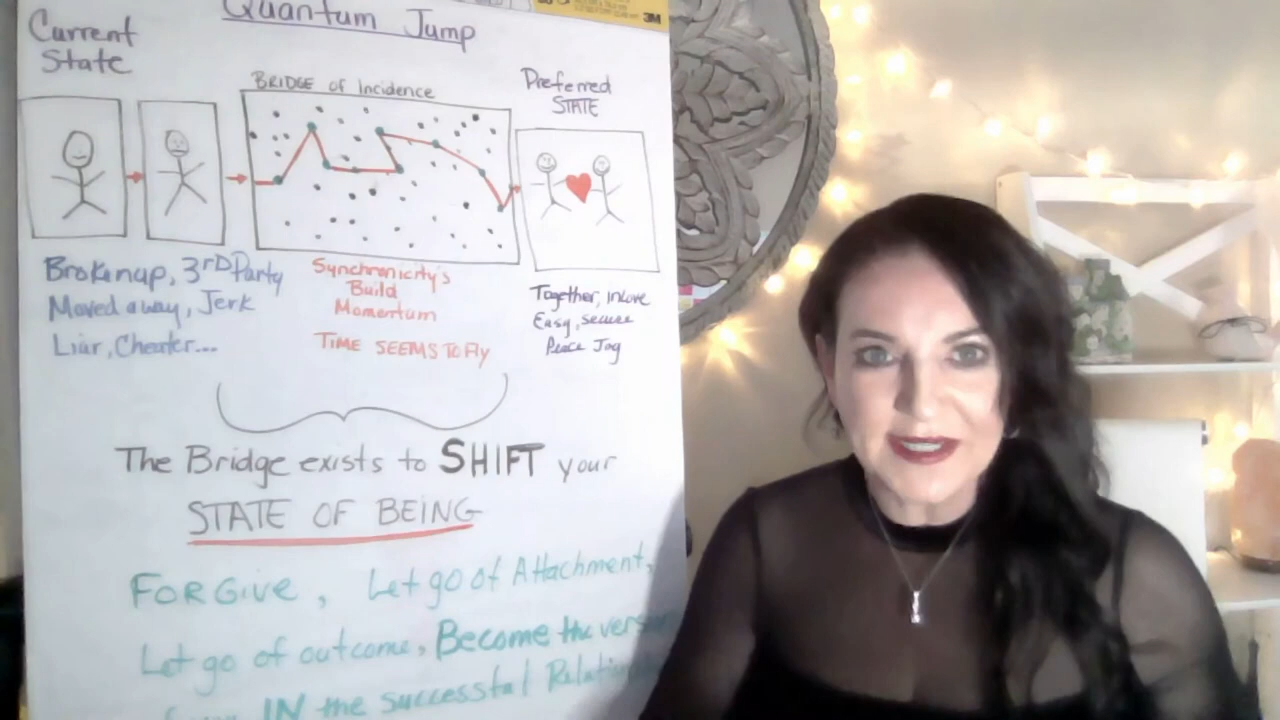 3M
Quantum Jump
Current
State
BRIDGE of Incidence
Preferred
STATE
Brokenup, 3rD Party
Moved away, Jerk
Liar, Cheater...
Synchronicity's
Build
Momentum
TIME SEEMS TO Fly
Together, inLove
Easy, secure
Peace Joy
The Bridge exists to SHIFT your
STATE OF BEING
FORGIVE, Let go of Attachment,
Let go of outcome, Become the
IN the successful